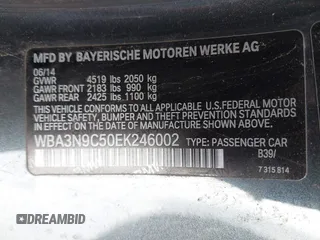 MFD BY BAYERISCHE MOTOREN WERKE AG
06/14
GVWR 4519 lbs 2050 kg
GAWR FRONT 2183 lbs 990 kg
GAWR REAR 2425 lbs 1100 kg
THIS VEHICLE CONFORMS TO ALL APPLICABLE
U.S.FEDERAL MOTOR
VEHICLE SAFETY, BUMPER, AND THEFT
PREVENTION STANDARDS IN EFFECT ON THE
DATE OF MANUFACTURE SHOWN ABOVE.
WBA3N9C50EK246002 TYPE: PASSENGER CAR
B39/
7 315 814
DEALER-AUCTION HISTORY